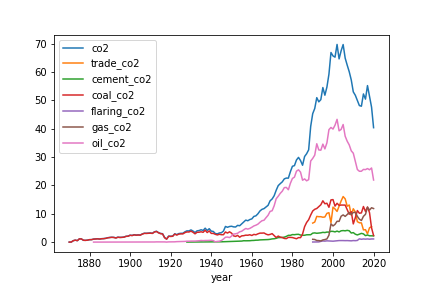 70
60
50
40
30
20
10
0
co2
trade_co2
cement_co2
coal_co2
flaring_co2
gas_co2
oil_co2
1880 1900 1920 1940 1960 1980 2000 2020
year